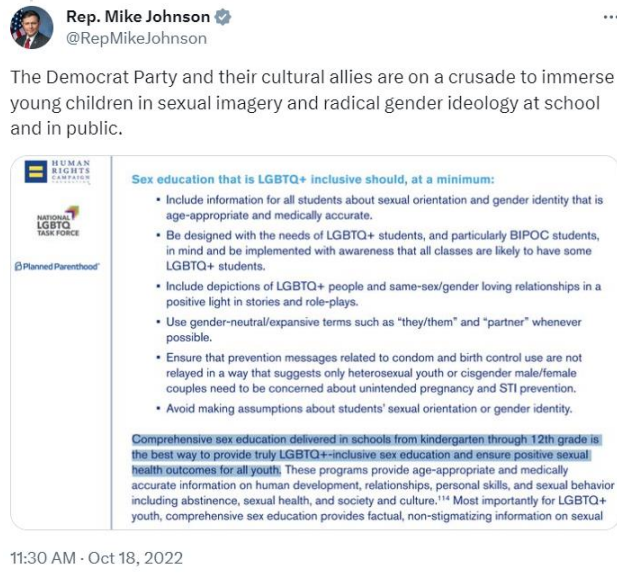 Rep. Mike Johnson
@RepMikeJohnson
The Democrat Party and their cultural allies are on a crusade to immerse
young children in sexual imagery and radical gender ideology at school
and in public.
HUMAN
RIGHTS
CAMPAIGN
FOUNDATION
NATIONAL
LGBTQ
TASK FORCE
Planned Parenthood
Sex education that is LGBTQ+ inclusive should, at a minimum:
• Include information for all students about sexual orientation and gender identity that is
age-appropriate and medically accurate.
• Be designed with the needs of LGBTQ+ students, and particularly BIPOC students,
in mind and be implemented with awareness that all classes are likely to have some
LGBTQ+ students.
• Include depictions of LGBTQ+ people and same-sex/gender loving relationships in a
positive light in stories and role-plays.
• Use gender-neutral/expansive terms such as "they/them" and "partner" whenever
possible.
• Ensure that prevention messages related to condom and birth control use are not
relayed in a way that suggests only heterosexual youth or cisgender male/female
couples need to be concerned about unintended pregnancy and STI prevention.
• Avoid making assumptions about students' sexual orientation or gender identity.
Comprehensive sex education delivered in schools from kindergarten through 12th grade is
the best way to provide truly LGBTQ+-inclusive sex education and ensure positive sexual
health outcomes for all youth. These programs provide age-appropriate and medically
accurate information on human development, relationships, personal skills, and sexual behavior
including abstinence, sexual health, and society and culture.¹¹⁴ Most importantly for LGBTQ+
youth, comprehensive sex education provides factual, non-stigmatizing information on sexual
11:30 AM · Oct 18, 2022